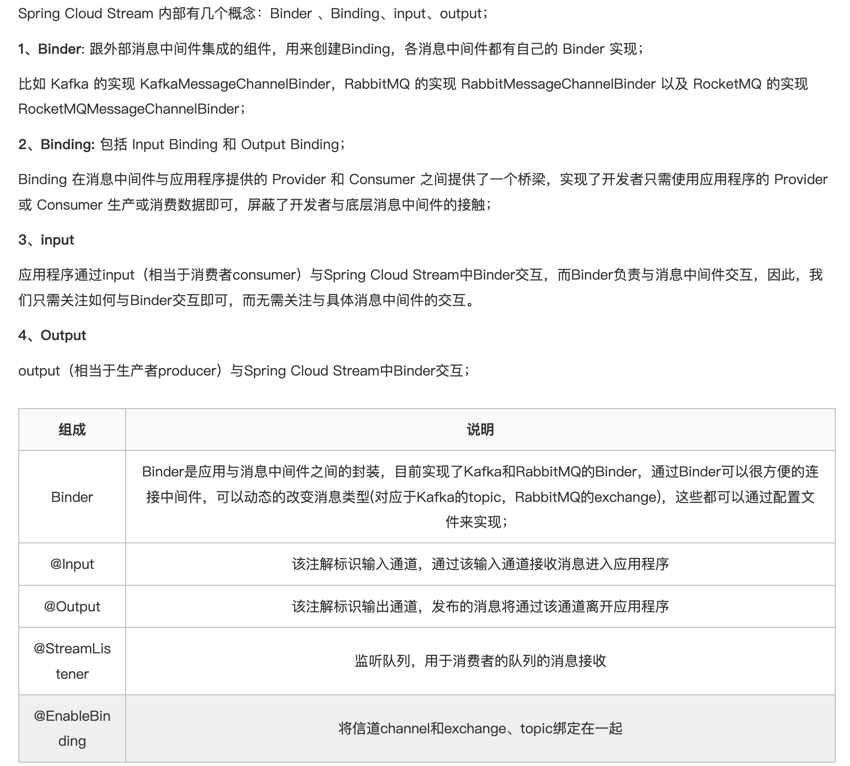 Spring Cloud Stream 内部有几个概念：Binder 、Binding、input、output；
1、Binder: 跟外部消息中间件集成的组件，用来创建Binding，各消息中间件都有自己的 Binder 实现；
比如 Kafka 的实现 KafkaMessageChannelBinder，RabbitMQ 的实现 RabbitMessageChannelBinder 以及 RocketMQ 的实现
RocketMQMessageChannelBinder；
2、Binding: 包括 Input Binding 和 Output Binding；
Binding 在消息中间件与应用程序提供的 Provider 和 Consumer 之间提供了一个桥梁，实现了开发者只需使用应用程序的 Provider
或 Consumer 生产或消费数据即可，屏蔽了开发者与底层消息中间件的接触；
3、input
应用程序通过input（相当于消费者consumer）与Spring Cloud Stream中Binder交互，而Binder负责与消息中间件交互，因此，我
们只需关注如何与Binder交互即可，而无需关注与具体消息中间件的交互。
4、Output
output（相当于生产者producer）与Spring Cloud Stream中Binder交互；
组成 说明
Binder
Binder是应用与消息中间件之间的封装，目前实现了Kafka和RabbitMQ的Binder，通过Binder可以很方便的连
接中间件，可以动态的改变消息类型(对应于Kafka的topic，RabbitMQ的exchange)，这些都可以通过配置文
件来实现；
@Input 该注解标识输入通道，通过该输入通道接收消息进入应用程序
@Output 该注解标识输出通道，发布的消息将通过该通道离开应用程序
@StreamLis
tener
监听队列，用于消费者的队列的消息接收
@EnableBin
ding
将信道channel和exchange、topic绑定在一起